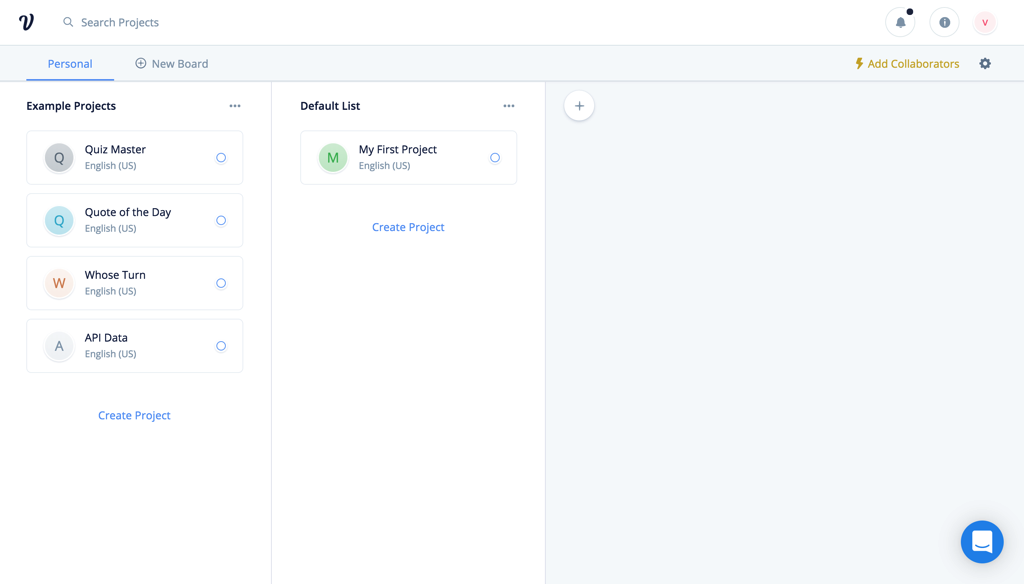 Search Projects
V
Personal
New Board
Add Collaborators
Example Projects
Q
Quiz Master
English (US)
Q
Quote of the Day
English (US)
W
Whose Turn
English (US)
A
API Data
English (US)
Create Project
Default List
M
My First Project
English (US)
Create Project